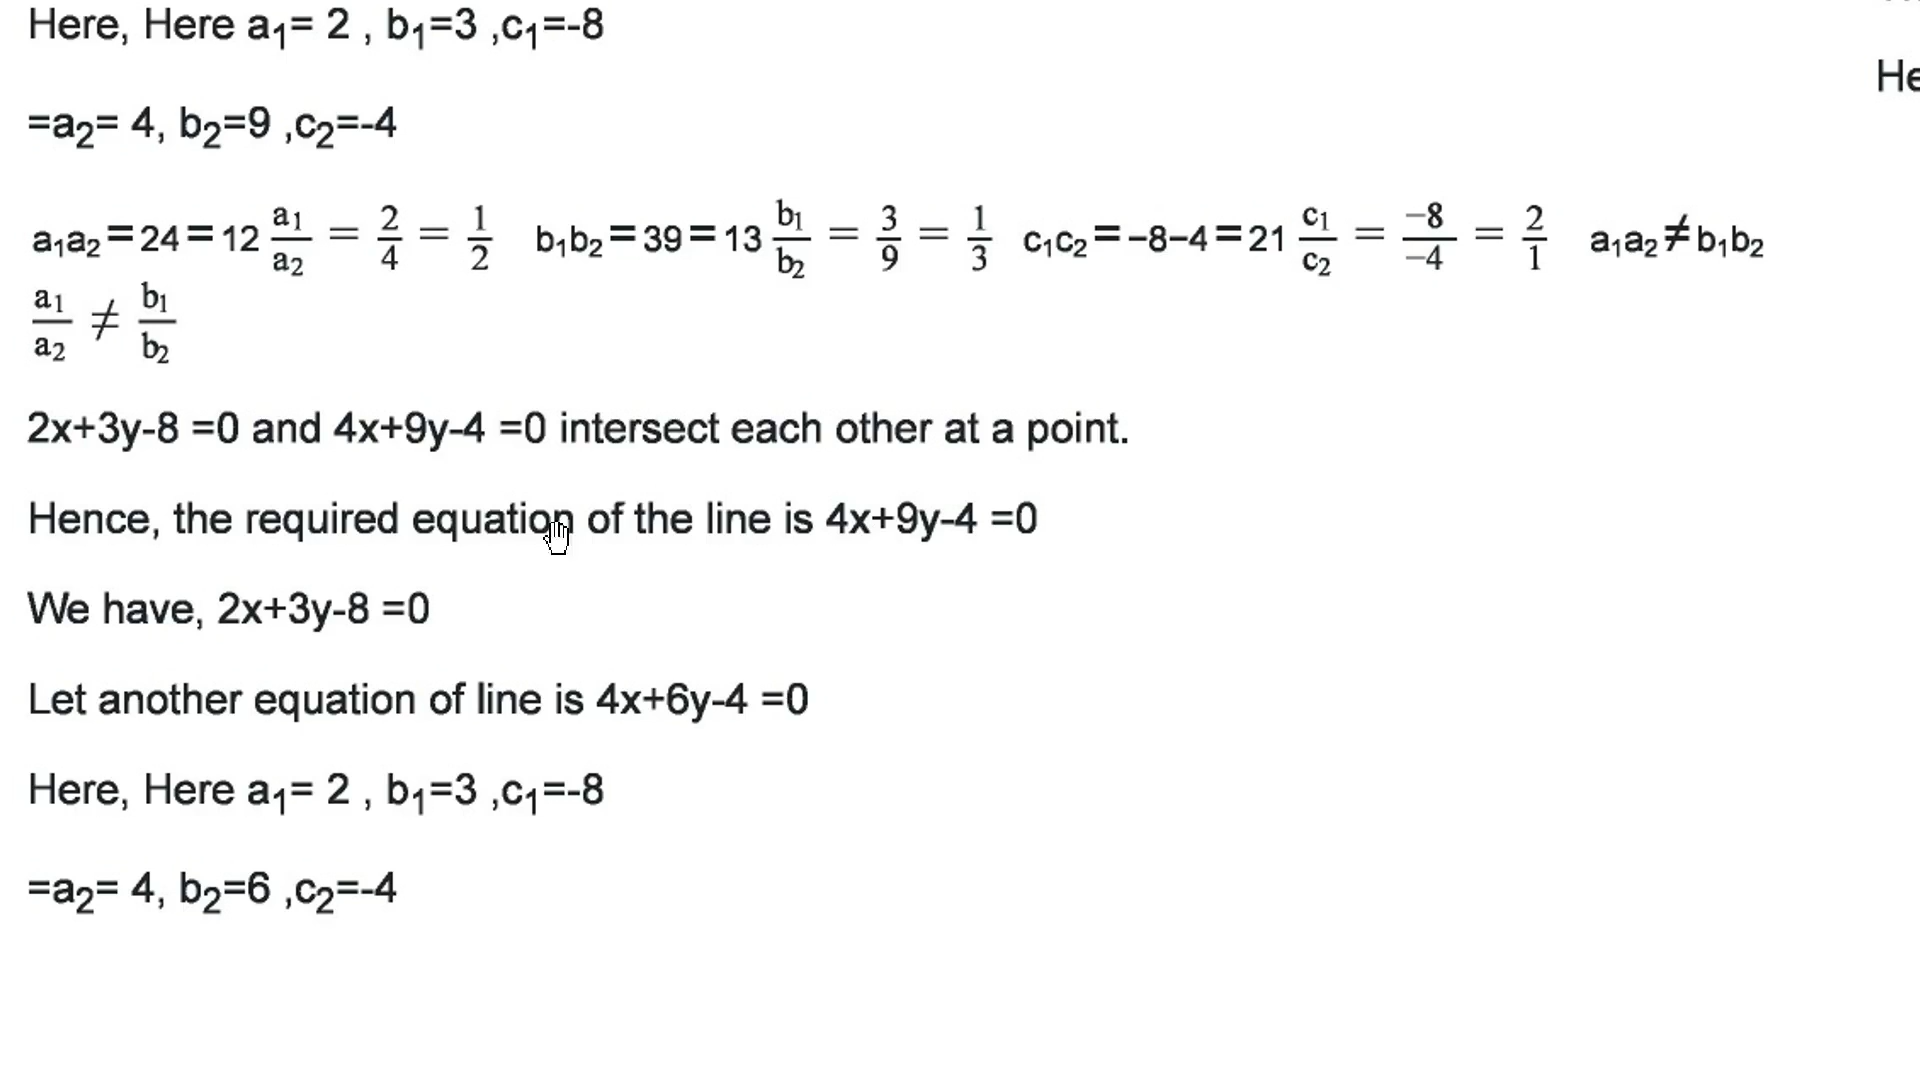 Here, Here a₁= 2 , b₁=3 ,c₁=-8
He
=a₂= 4, b₂=9 ,c₂=-4
a₁a₂=24=12 a₁/a₂ = 2/4 = 1/2 b₁b₂=39=13 b₁/b₂ = 3/9 = 1/3 c₁c₂=−8−4=21 c₁/c₂ = −8/−4 = 2/1 a₁a₂≠b₁b₂
a₁/a₂ ≠ b₁/b₂
2x+3y-8 =0 and 4x+9y-4 =0 intersect each other at a point.
Hence, the required equation of the line is 4x+9y-4 =0
We have, 2x+3y-8 =0
Let another equation of line is 4x+6y-4 =0
Here, Here a₁= 2 , b₁=3 ,c₁=-8
=a₂= 4, b₂=6 ,c₂=-4